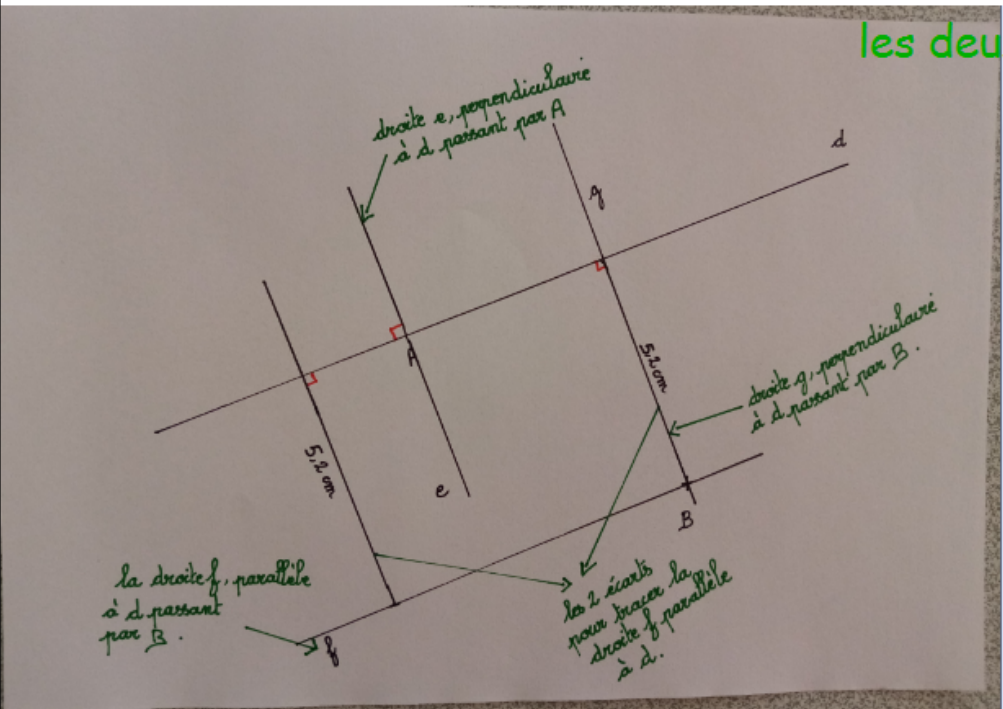 les deu
droite e, perpendiculaire
à d passant par A
d
g
A
5,2 cm
5,2 cm
droite g, perpendiculaire
à d passant par B.
e
B
la droite f, parallèle
à d passant
par B.
les 2 écarts
pour tracer la
droite f parallèle
à d.
f